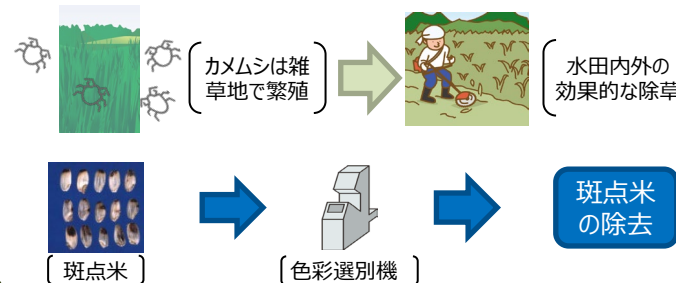 カメムシは雑
草地で繁殖
水田内外の
効果的な除草
斑点米
色彩選別機
斑点米
の除去